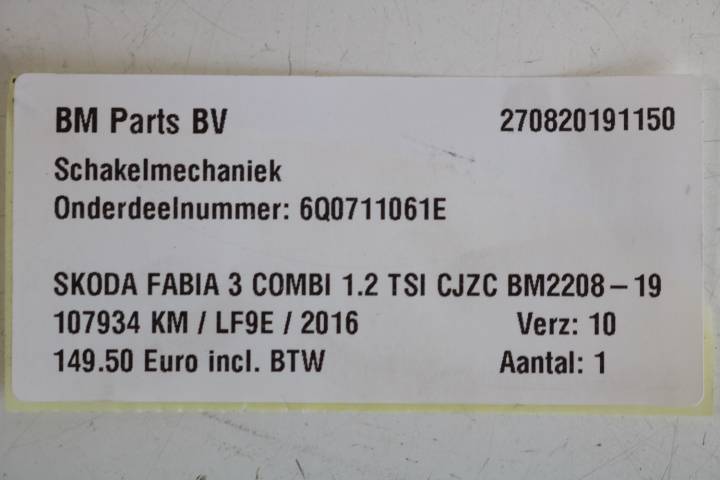 BM Parts BV 270820191150
Schakelmechaniek
Onderdeelnummer: 6Q0711061E
SKODA FABIA 3 COMBI 1.2 TSI CJZC BM2208-19
107934 KM / LF9E / 2016 Verz: 10
149.50 Euro incl. BTW Aantal: 1